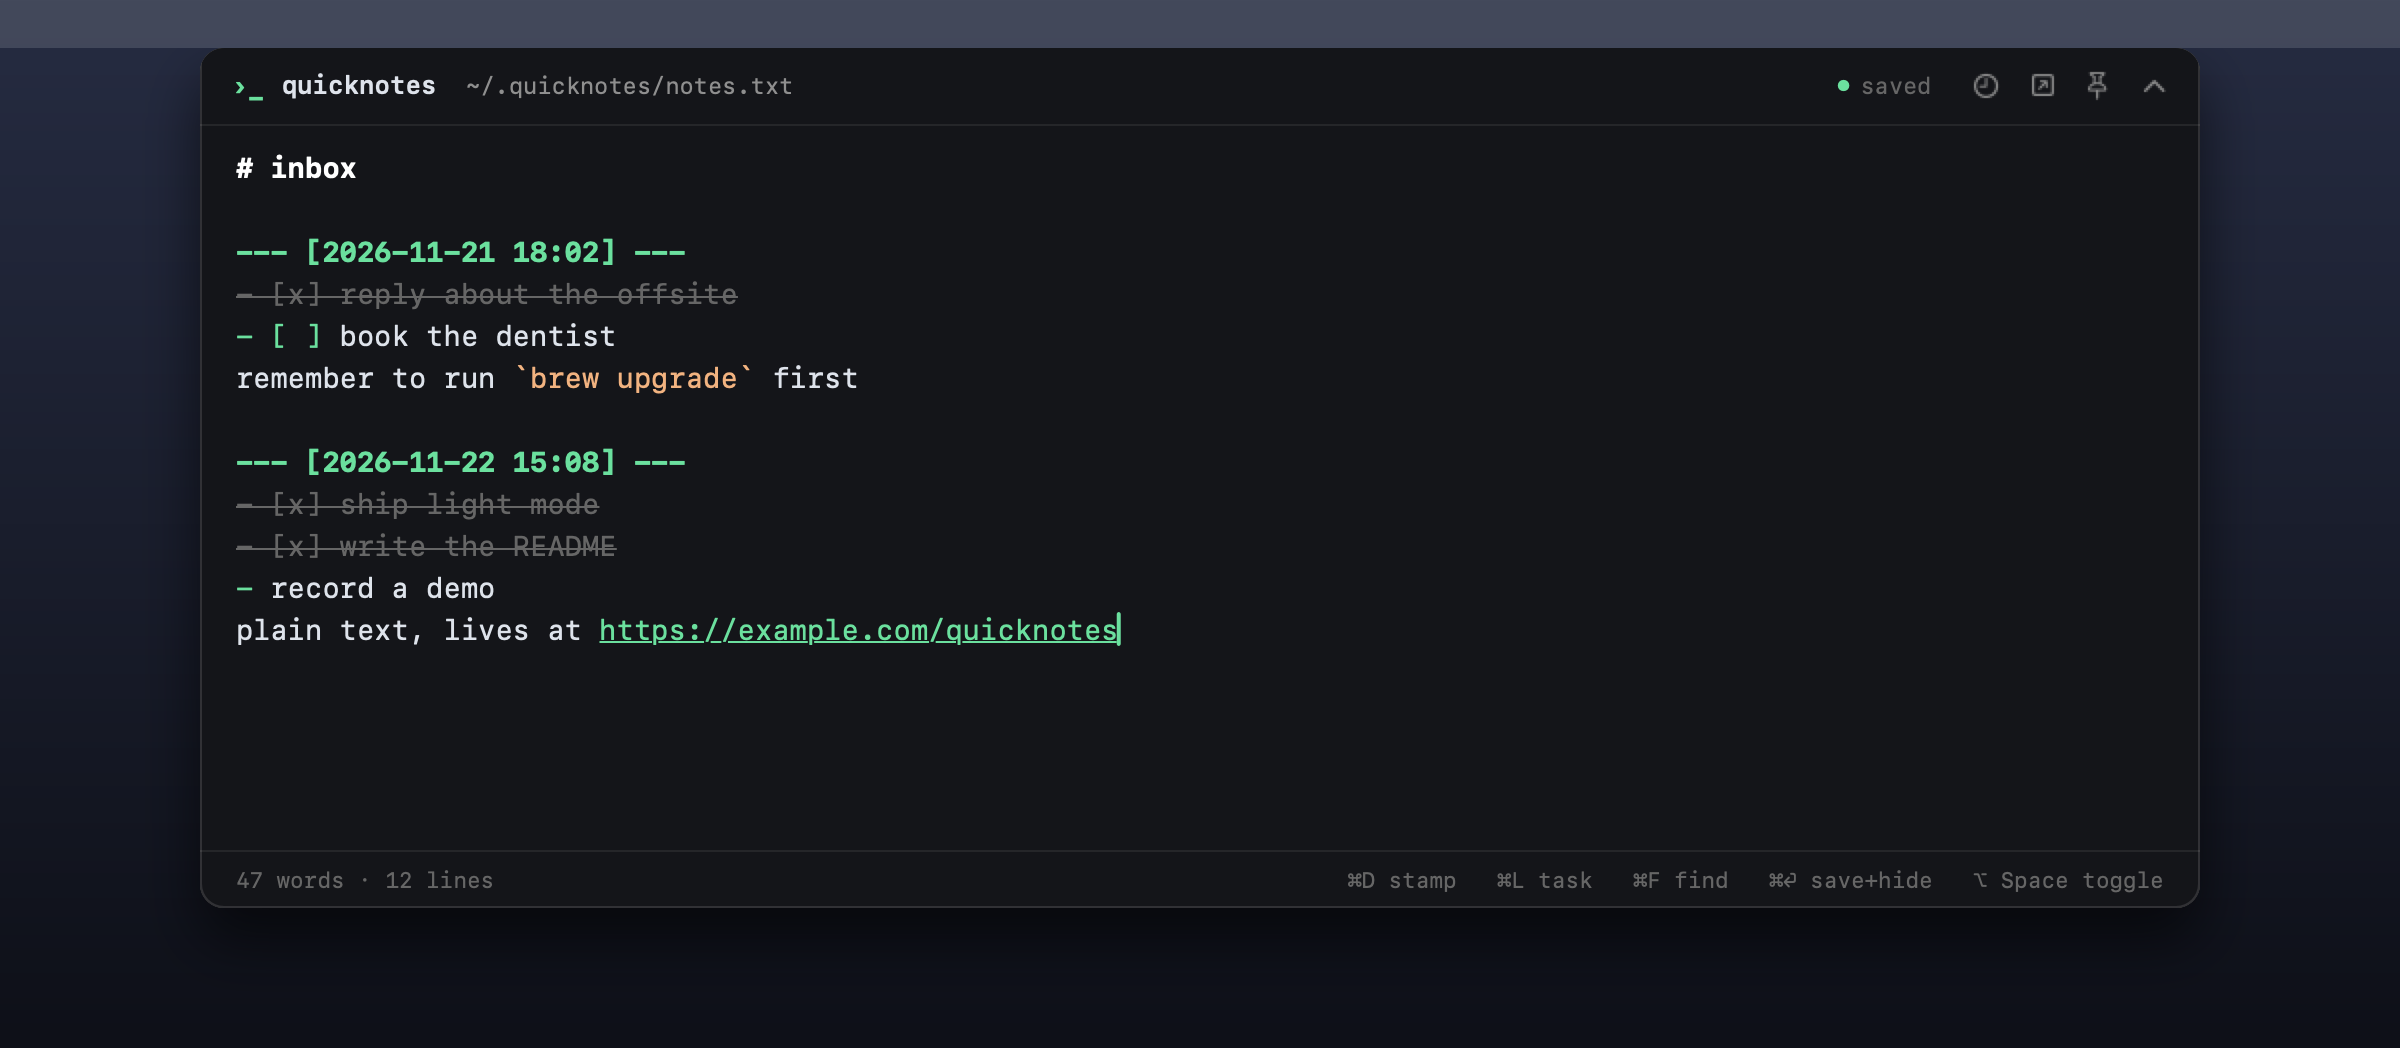 ›_ quicknotes ~/.quicknotes/notes.txt saved
# inbox
--- [2026-11-21 18:02] ---
- [x] reply about the offsite
- [ ] book the dentist
remember to run `brew upgrade` first
--- [2026-11-22 15:08] ---
- [x] ship light mode
- [x] write the README
- record a demo
plain text, lives at https://example.com/quicknotes
47 words · 12 lines ⌘D stamp ⌘L task ⌘F find ⌘⏎ save+hide ⌥ Space toggle